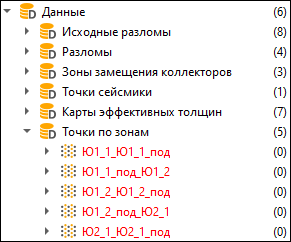 Данные (6)
Исходные разломы (8)
Разломы (4)
Зоны замещения коллекторов (3)
Точки сейсмики (1)
Карты эффективных толщин (7)
Точки по зонам (5)
Ю1_1_Ю1_1_под (0)
Ю1_1_под_Ю1_2 (0)
Ю1_2_Ю1_2_под (0)
Ю1_2_под_Ю2_1 (0)
Ю2_1_Ю2_1_под (0)